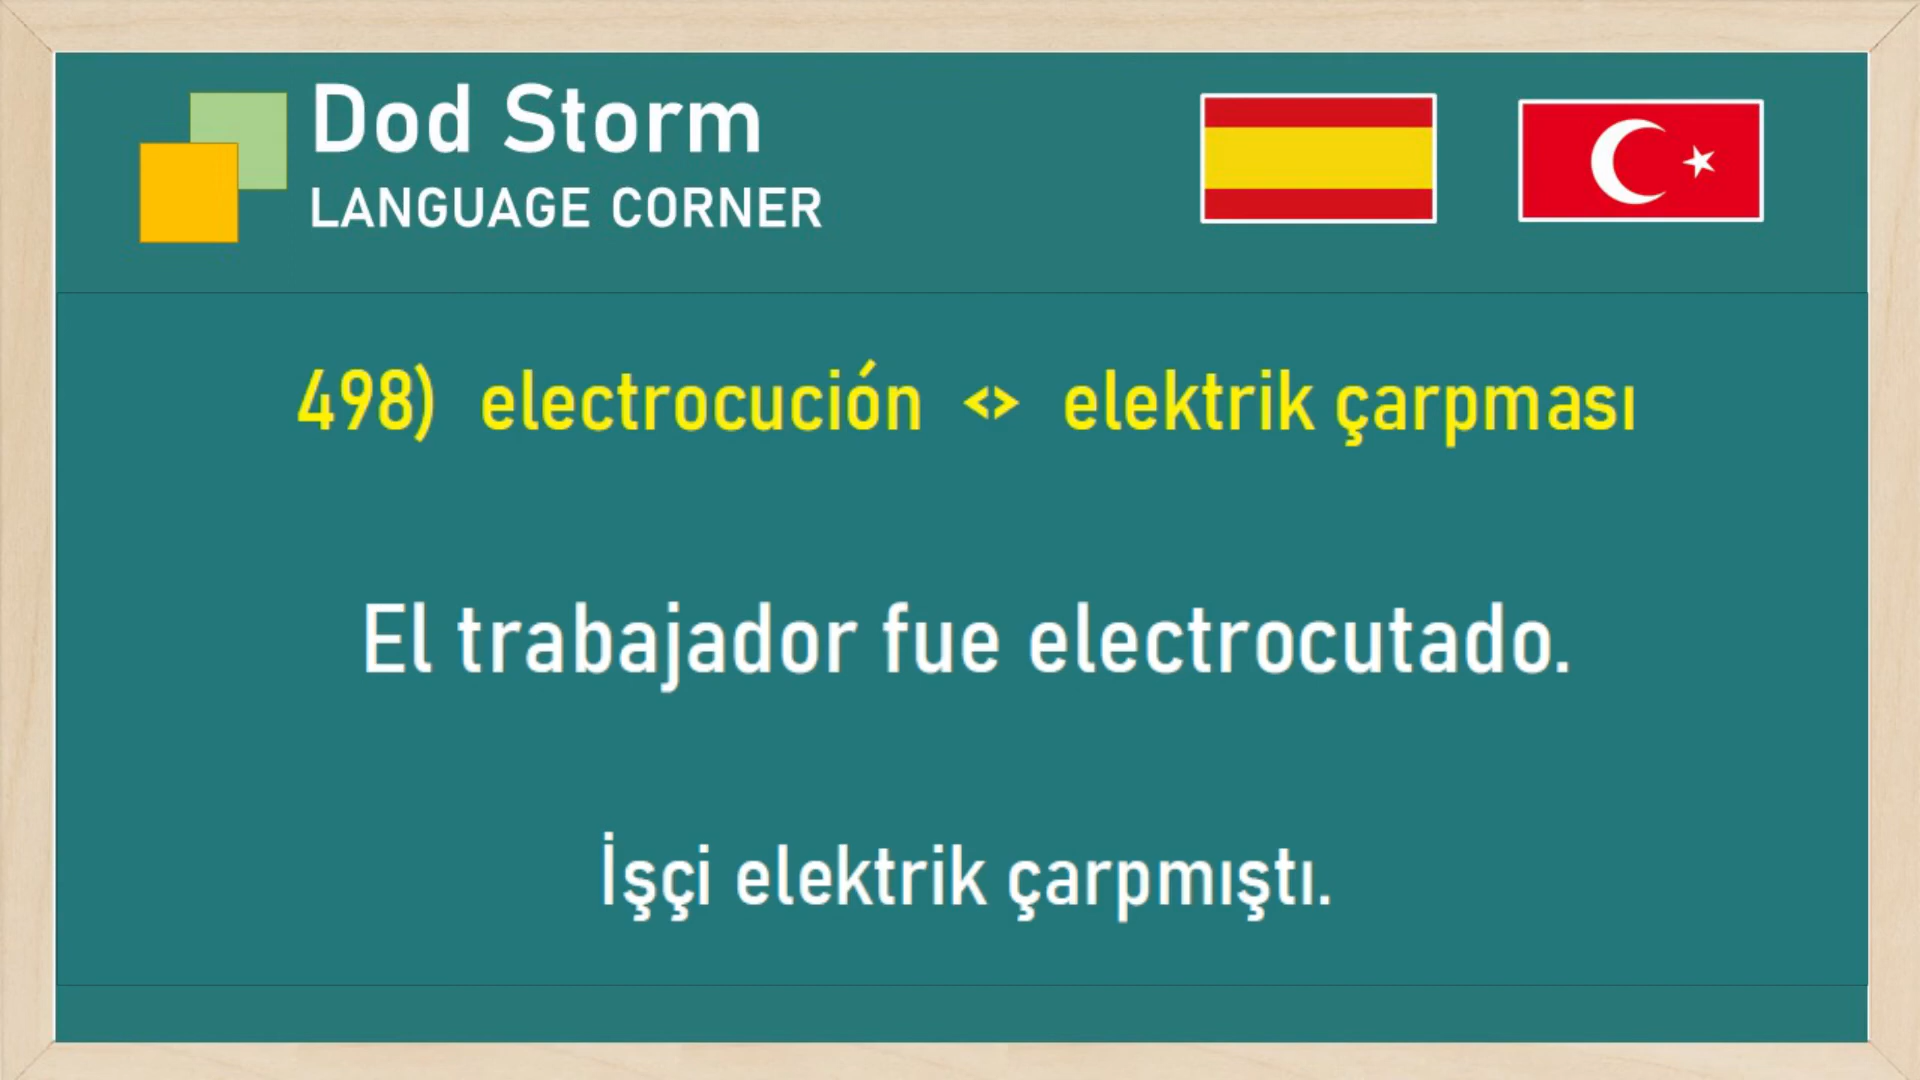 Dod Storm
LANGUAGE CORNER
498) electrocución <> elektrik çarpması
El trabajador fue electrocutado.
İşçi elektrik çarpmıştı.